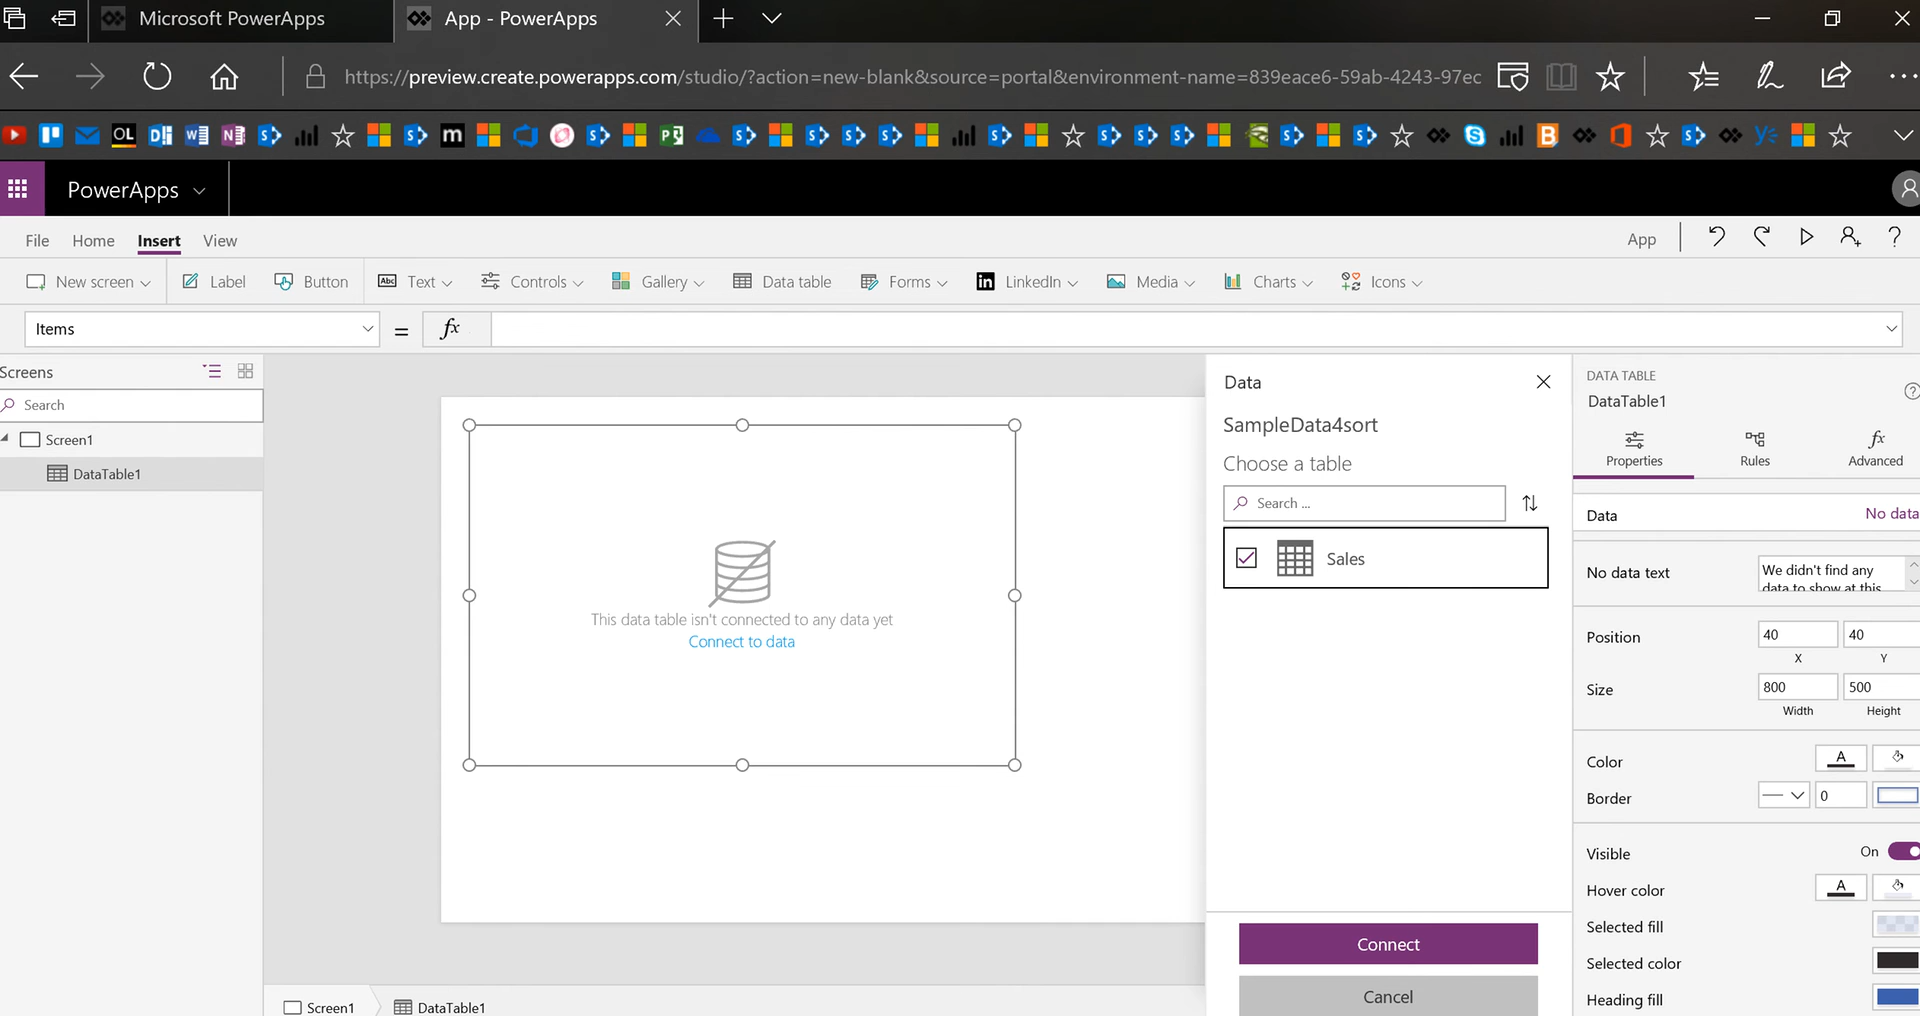 Microsoft PowerApps
App - PowerApps
https://preview.create.powerapps.com/studio/?action=new-blank&source=portal&environment-name=839eace6-59ab-4243-97ec
OL
m
PowerApps
File Home Insert View
App
?
New screen
Label
Button
Abc Text
Controls
Gallery
Data table
Forms
in LinkedIn
Media
Charts
Icons
Items
= fx
Screens
Search
Screen1
DataTable1
This data table isn't connected to any data yet
Connect to data
Screen1
DataTable1
Data
SampleData4sort
Choose a table
Search ...
Sales
Connect
Cancel
DATA TABLE
DataTable1
?
Properties
Rules
fx
Advanced
Data
No data
No data text
We didn't find any
data to show at this
Position
40
40
X
Y
Size
800
500
Width
Height
Color
A
Border
0
Visible
On
Hover color
A
Selected fill
Selected color
Heading fill